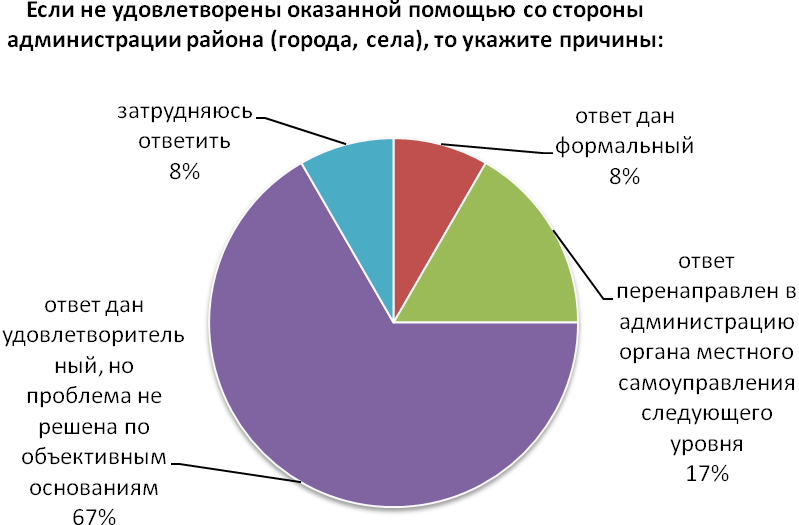 Если не удовлетворены оказанной помощью со стороны
администрации района (города, села), то укажите причины:
затрудняюсь
ответить
8%
ответ дан
формальный
8%
ответ
перенаправлен в
администрацию
органа местного
самоуправления
следующего
уровня
17%
ответ дан
удовлетворитель
ный, но
проблема не
решена по
объективным
основаниям
67%